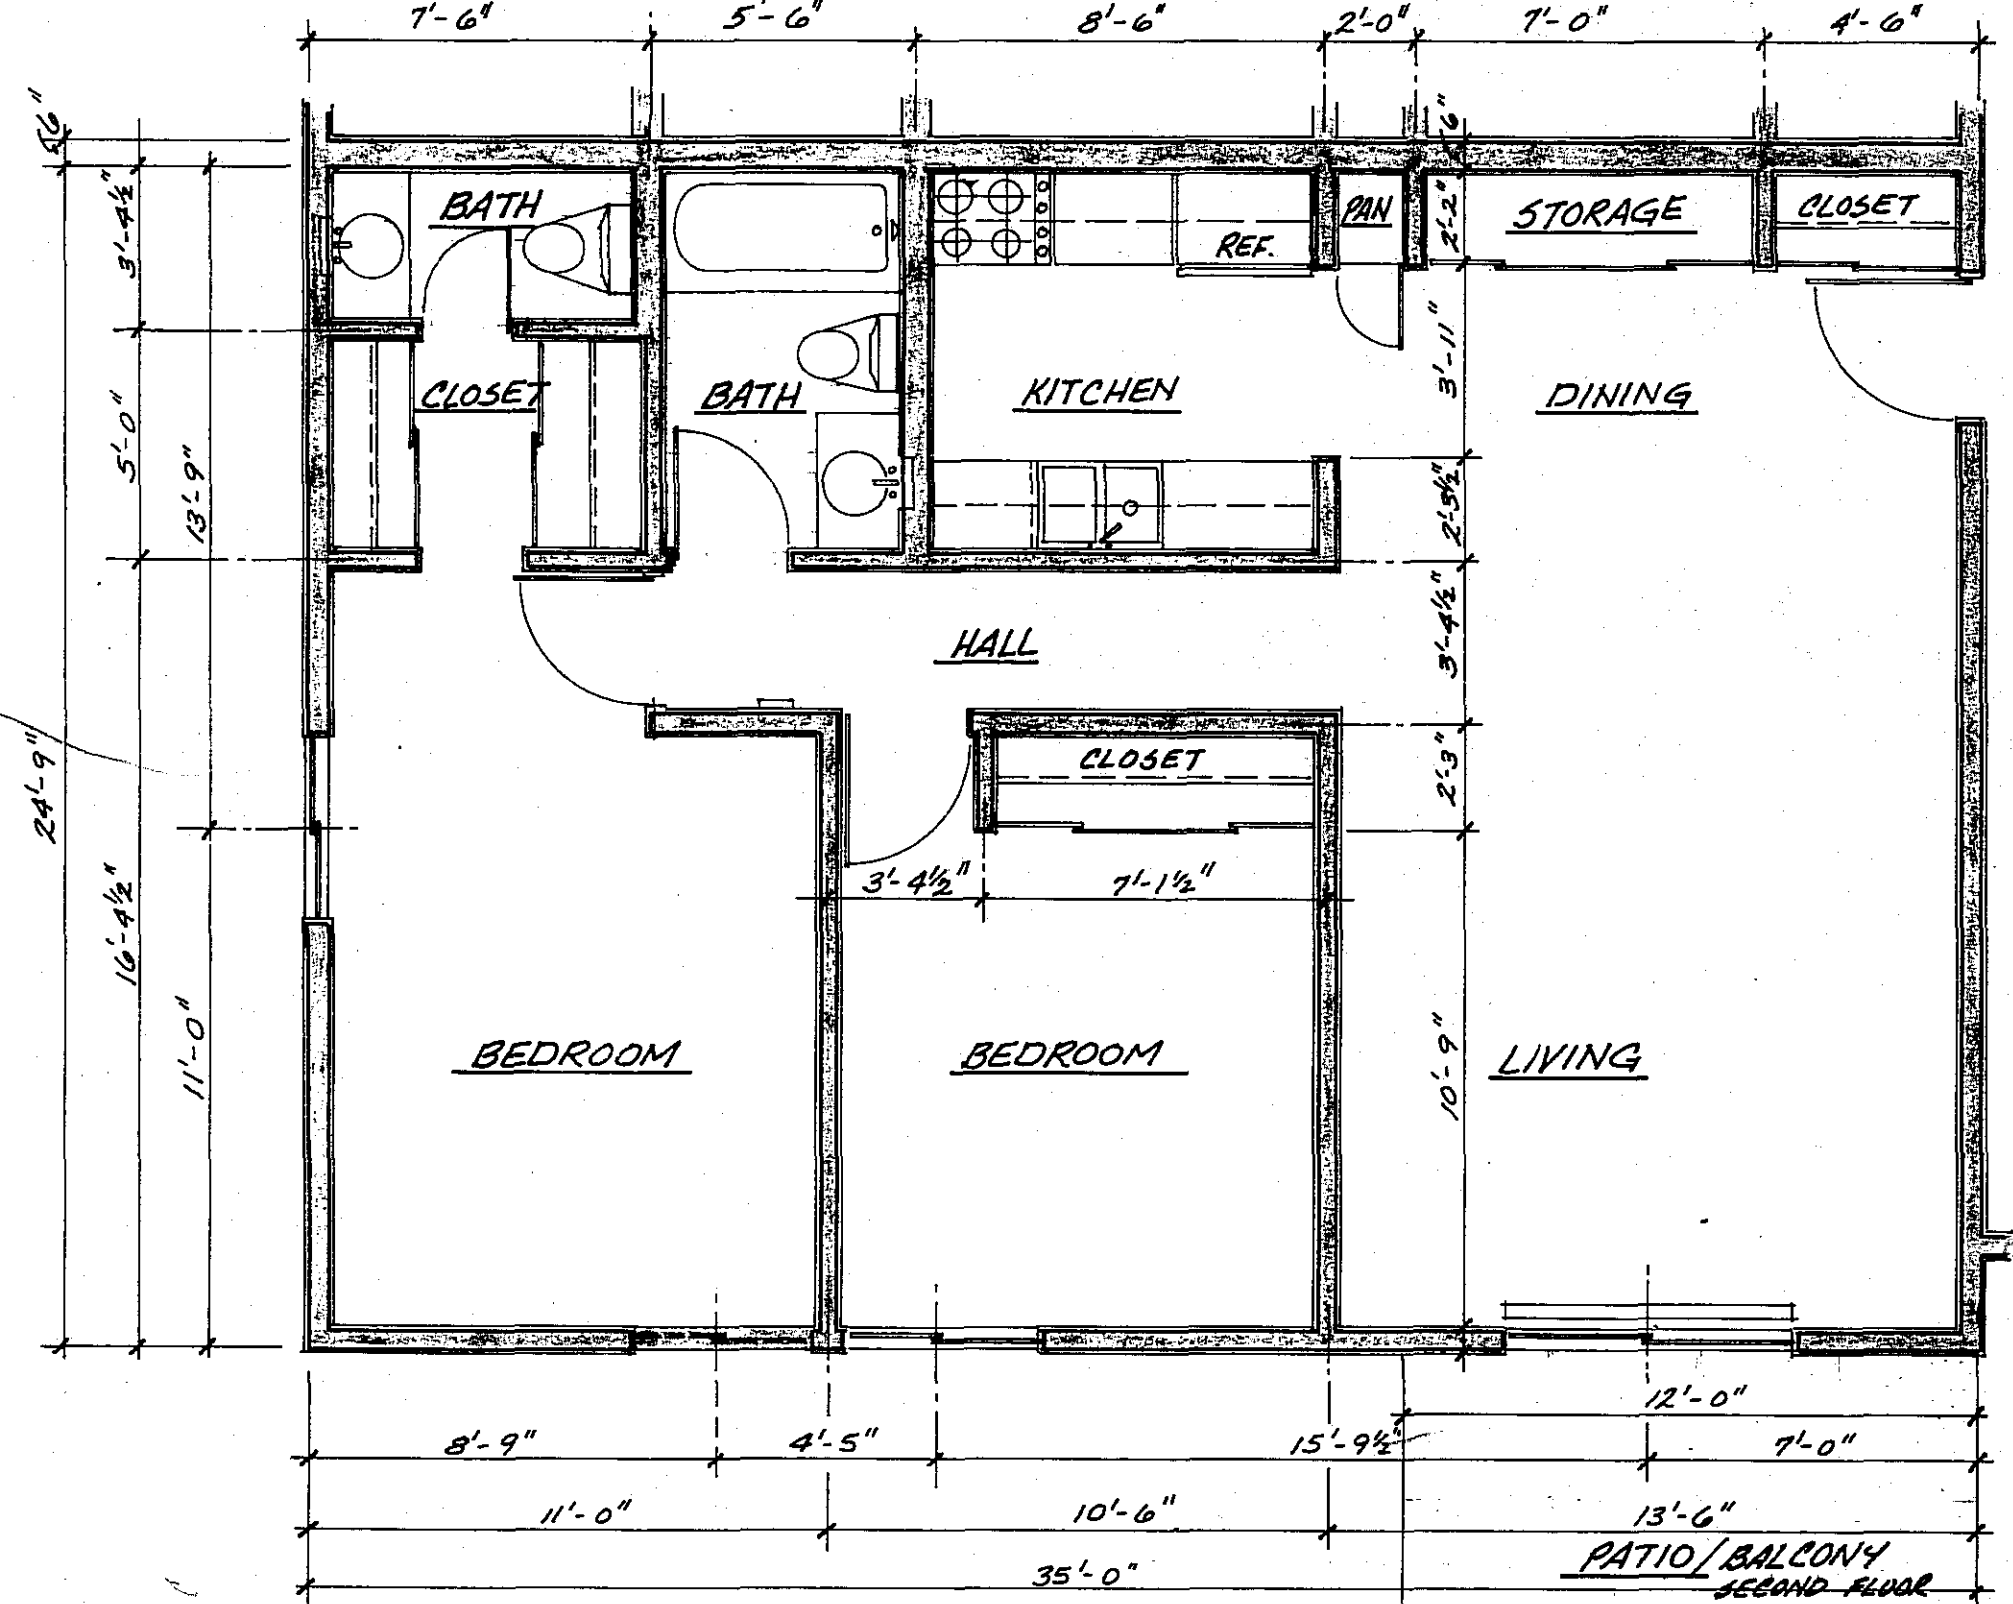 7'-6" 5'-6" 8'-6" 2'-0" 7'-0" 4'-6"
6" 6"
3'-4½" BATH 2'-2" PAN STORAGE CLOSET
REF.
3'-11"
CLOSET BATH KITCHEN DINING
5'-0" 13'-9" 2'-3½"
HALL 3'-4½"
24'-9" CLOSET 2'-3"
3'-4½" 7'-1½"
16'-4½"
11'-0" BEDROOM BEDROOM 10'-9" LIVING
12'-0"
8'-9" 4'-5" 15'-9½" 7'-0"
11'-0" 10'-6" 13'-6"
PATIO/BALCONY
35'-0" SECOND FLOOR